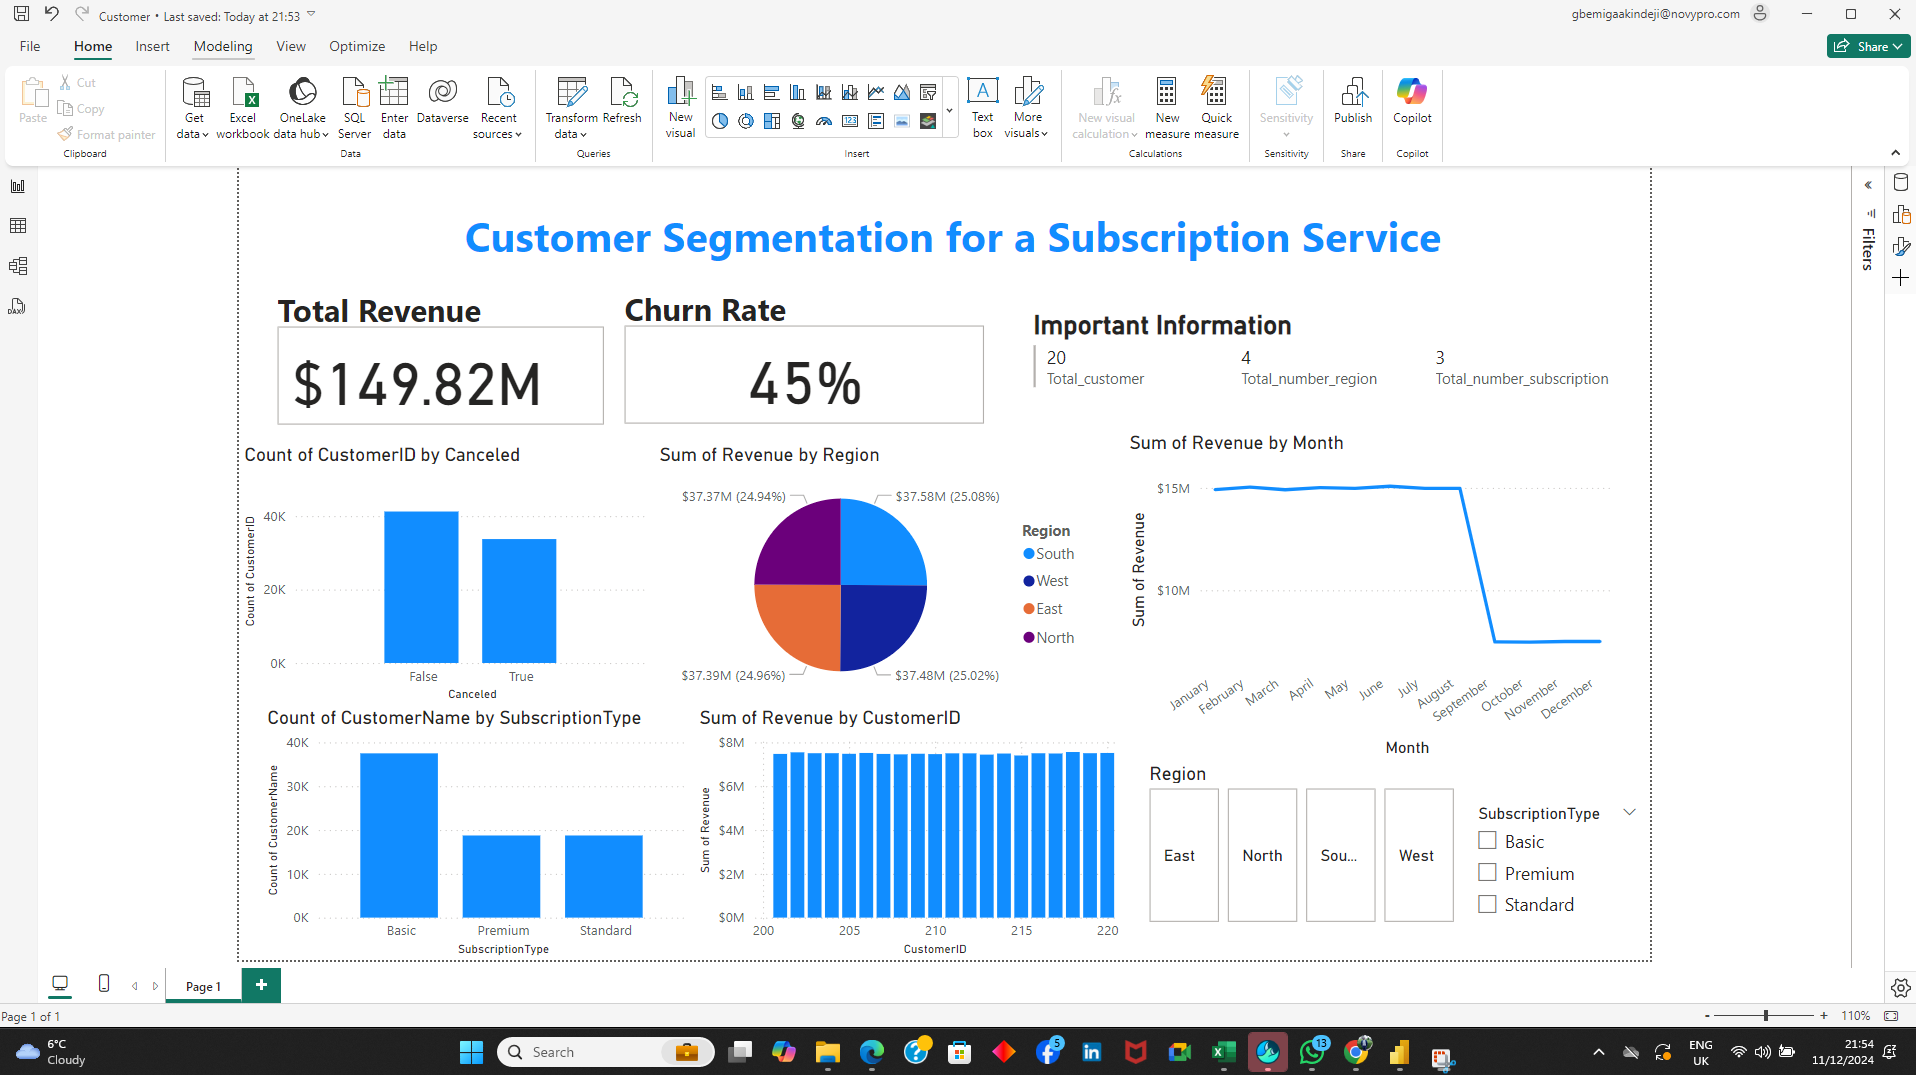 Customer • Last saved: Today at 21:53
gbemigaakindeji@novypro.com
File Home Insert Modeling View Optimize Help
Share
Paste
Cut
Copy
Format painter
Clipboard
Get data
Excel workbook
OneLake data hub
SQL Server
Enter data
Dataverse
Recent sources
Data
Transform data
Refresh
Queries
New visual
Text box
More visuals
Insert
New visual calculation
New measure
Quick measure
Calculations
Sensitivity
Sensitivity
Publish
Share
Copilot
Copilot
Filters
Customer Segmentation for a Subscription Service
Total Revenue
$149.82M
Churn Rate
45%
Important Information
20 4 3
Total_customer Total_number_region Total_number_subscription
Count of CustomerID by Canceled
Count of CustomerID
40K
20K
0K
False True
Canceled
Sum of Revenue by Region
$37.37M (24.94%) $37.58M (25.08%)
$37.39M (24.96%) $37.48M (25.02%)
Region
South
West
East
North
Sum of Revenue by Month
Sum of Revenue
$15M
$10M
January February March April May June July August September October November December
Month
Count of CustomerName by SubscriptionType
Count of CustomerName
40K
30K
20K
10K
0K
Basic Premium Standard
SubscriptionType
Sum of Revenue by CustomerID
Sum of Revenue
$8M
$6M
$4M
$2M
$0M
200 205 210 215 220
CustomerID
Region
East North Sou... West
SubscriptionType
Basic
Premium
Standard
Page 1
Page 1 of 1
- + 110%
6°C
Cloudy
Search
5
13
ENG
UK
21:54
11/12/2024